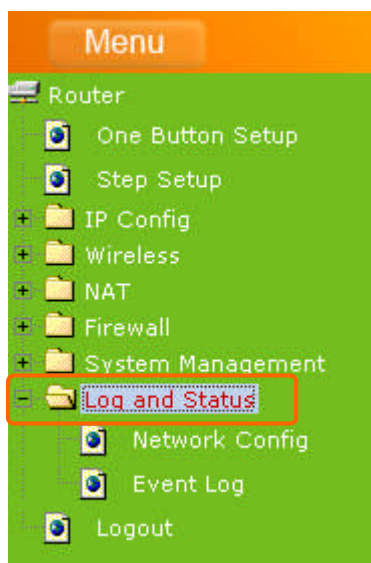 Menu
Router
One Button Setup
Step Setup
IP Config
Wireless
NAT
Firewall
System Management
Log and Status
Network Config
Event Log
Logout